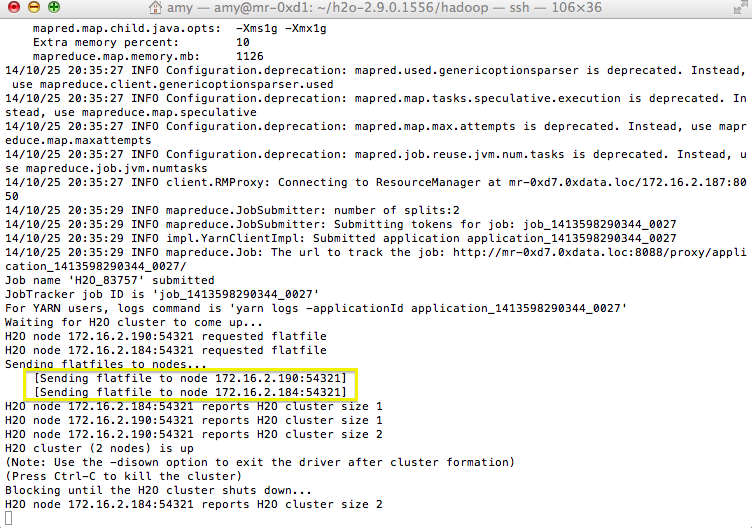 amy — amy@mr-0xd1: ~/h2o-2.9.0.1556/hadoop — ssh — 106×36
mapred.map.child.java.opts:  -Xms1g -Xmx1g
Extra memory percent:        10
mapreduce.map.memory.mb:     1126
14/10/25 20:35:27 INFO Configuration.deprecation: mapred.used.genericoptionsparser is deprecated. Instead,
 use mapreduce.client.genericoptionsparser.used
14/10/25 20:35:27 INFO Configuration.deprecation: mapred.map.tasks.speculative.execution is deprecated. In
stead, use mapreduce.map.speculative
14/10/25 20:35:27 INFO Configuration.deprecation: mapred.map.max.attempts is deprecated. Instead, use mapr
educe.map.maxattempts
14/10/25 20:35:27 INFO Configuration.deprecation: mapred.job.reuse.jvm.num.tasks is deprecated. Instead, u
se mapreduce.job.jvm.numtasks
14/10/25 20:35:27 INFO client.RMProxy: Connecting to ResourceManager at mr-0xd7.0xdata.loc/172.16.2.187:80
50
14/10/25 20:35:29 INFO mapreduce.JobSubmitter: number of splits:2
14/10/25 20:35:29 INFO mapreduce.JobSubmitter: Submitting tokens for job: job_1413598290344_0027
14/10/25 20:35:29 INFO impl.YarnClientImpl: Submitted application application_1413598290344_0027
14/10/25 20:35:29 INFO mapreduce.Job: The url to track the job: http://mr-0xd7.0xdata.loc:8088/proxy/appli
cation_1413598290344_0027/
Job name 'H2O_83757' submitted
JobTracker job ID is 'job_1413598290344_0027'
For YARN users, logs command is 'yarn logs -applicationId application_1413598290344_0027'
Waiting for H2O cluster to come up...
H2O node 172.16.2.190:54321 requested flatfile
H2O node 172.16.2.184:54321 requested flatfile
Sending flatfiles to nodes...
    [Sending flatfile to node 172.16.2.190:54321]
    [Sending flatfile to node 172.16.2.184:54321]
H2O node 172.16.2.184:54321 reports H2O cluster size 1
H2O node 172.16.2.190:54321 reports H2O cluster size 1
H2O node 172.16.2.190:54321 reports H2O cluster size 2
H2O cluster (2 nodes) is up
(Note: Use the -disown option to exit the driver after cluster formation)
(Press Ctrl-C to kill the cluster)
Blocking until the H2O cluster shuts down...
H2O node 172.16.2.184:54321 reports H2O cluster size 2